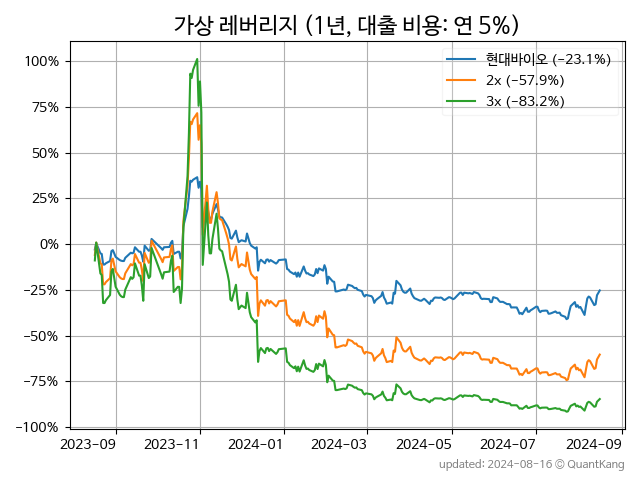 가상 레버리지 (1년, 대출 비용: 연 5%)
현대바이오 (-23.1%)
2x (-57.9%)
3x (-83.2%)
100%
75%
50%
25%
0%
−25%
−50%
−75%
−100%
2023-09 2023-11 2024-01 2024-03 2024-05 2024-07 2024-09
updated: 2024-08-16 © QuantKang